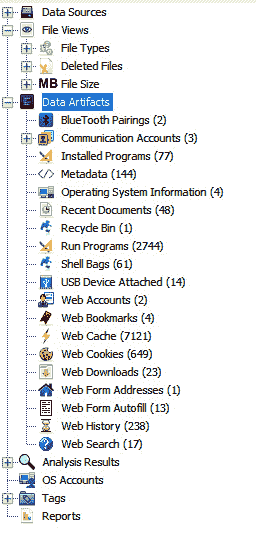 Data Sources
File Views
File Types
Deleted Files
MB File Size
Data Artifacts
BlueTooth Pairings (2)
Communication Accounts (3)
Installed Programs (77)
Metadata (144)
Operating System Information (4)
Recent Documents (48)
Recycle Bin (1)
Run Programs (2744)
Shell Bags (61)
USB Device Attached (14)
Web Accounts (2)
Web Bookmarks (4)
Web Cache (7121)
Web Cookies (649)
Web Downloads (23)
Web Form Addresses (1)
Web Form Autofill (13)
Web History (238)
Web Search (17)
Analysis Results
OS Accounts
Tags
Reports